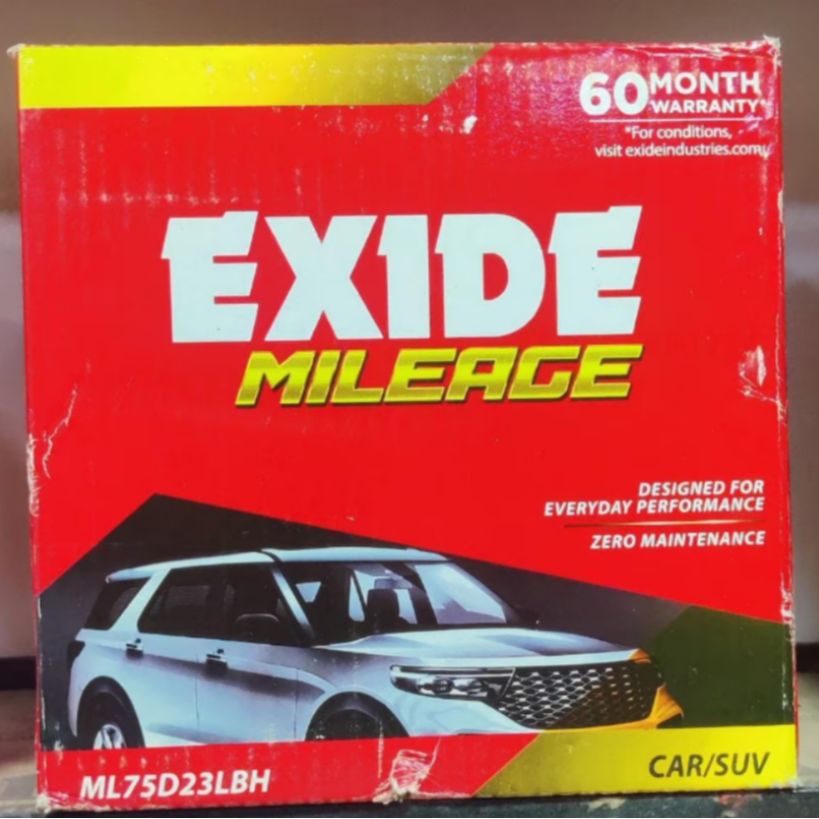 60 MONTH
WARRANTY*
*For conditions,
visit exideindustries.com
EXIDE
MILEAGE
DESIGNED FOR
EVERYDAY PERFORMANCE
ZERO MAINTENANCE
ML75D23LBH
CAR/SUV